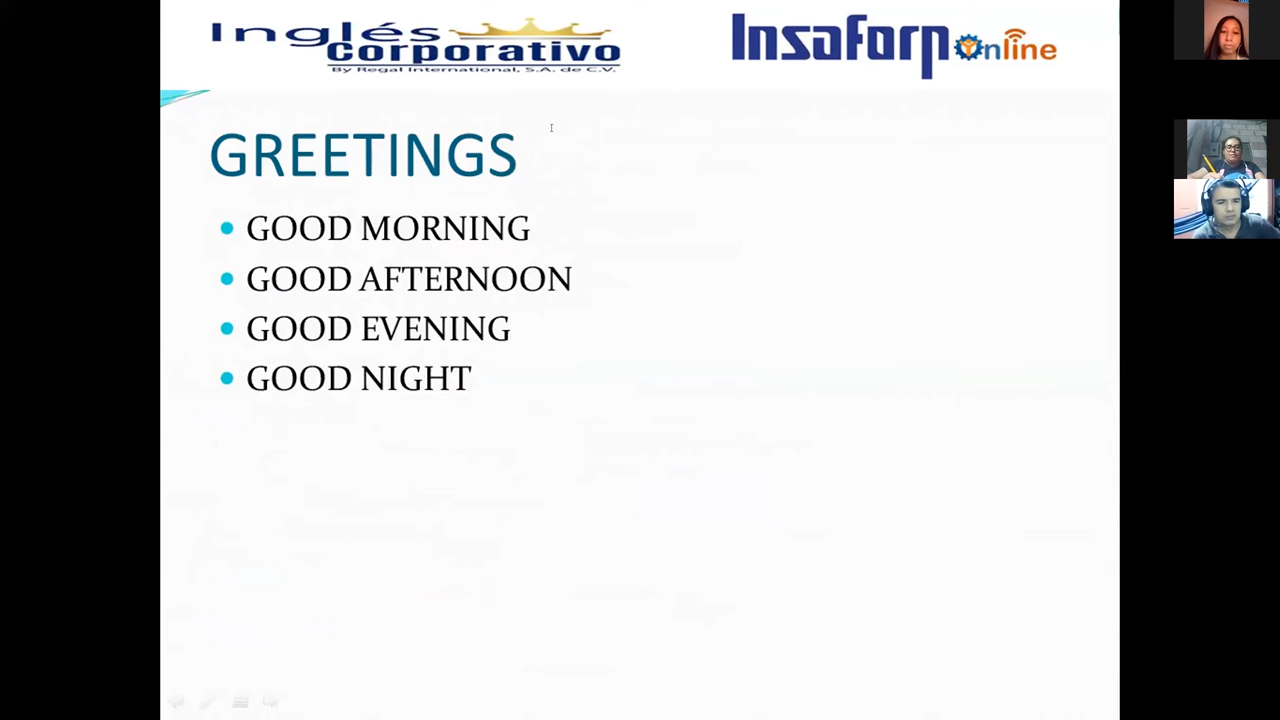 Inglés
Corporativo
By Regal International, S.A. de C.V.
Insaforp Online
GREETINGS
GOOD MORNING
GOOD AFTERNOON
GOOD EVENING
GOOD NIGHT